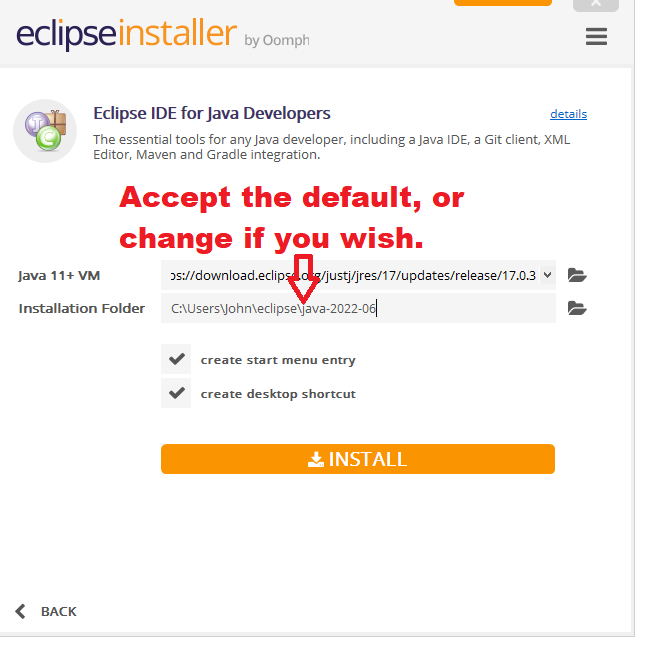 eclipseinstaller by Oomph
Eclipse IDE for Java Developers details
The essential tools for any Java developer, including a Java IDE, a Git client, XML
Editor, Maven and Gradle integration.
Accept the default, or
change if you wish.
Java 11+ VM ps://download.eclipse.org/justj/jres/17/updates/release/17.0.3
Installation Folder C:\Users\John\eclipse\java-2022-06
create start menu entry
create desktop shortcut
INSTALL
BACK